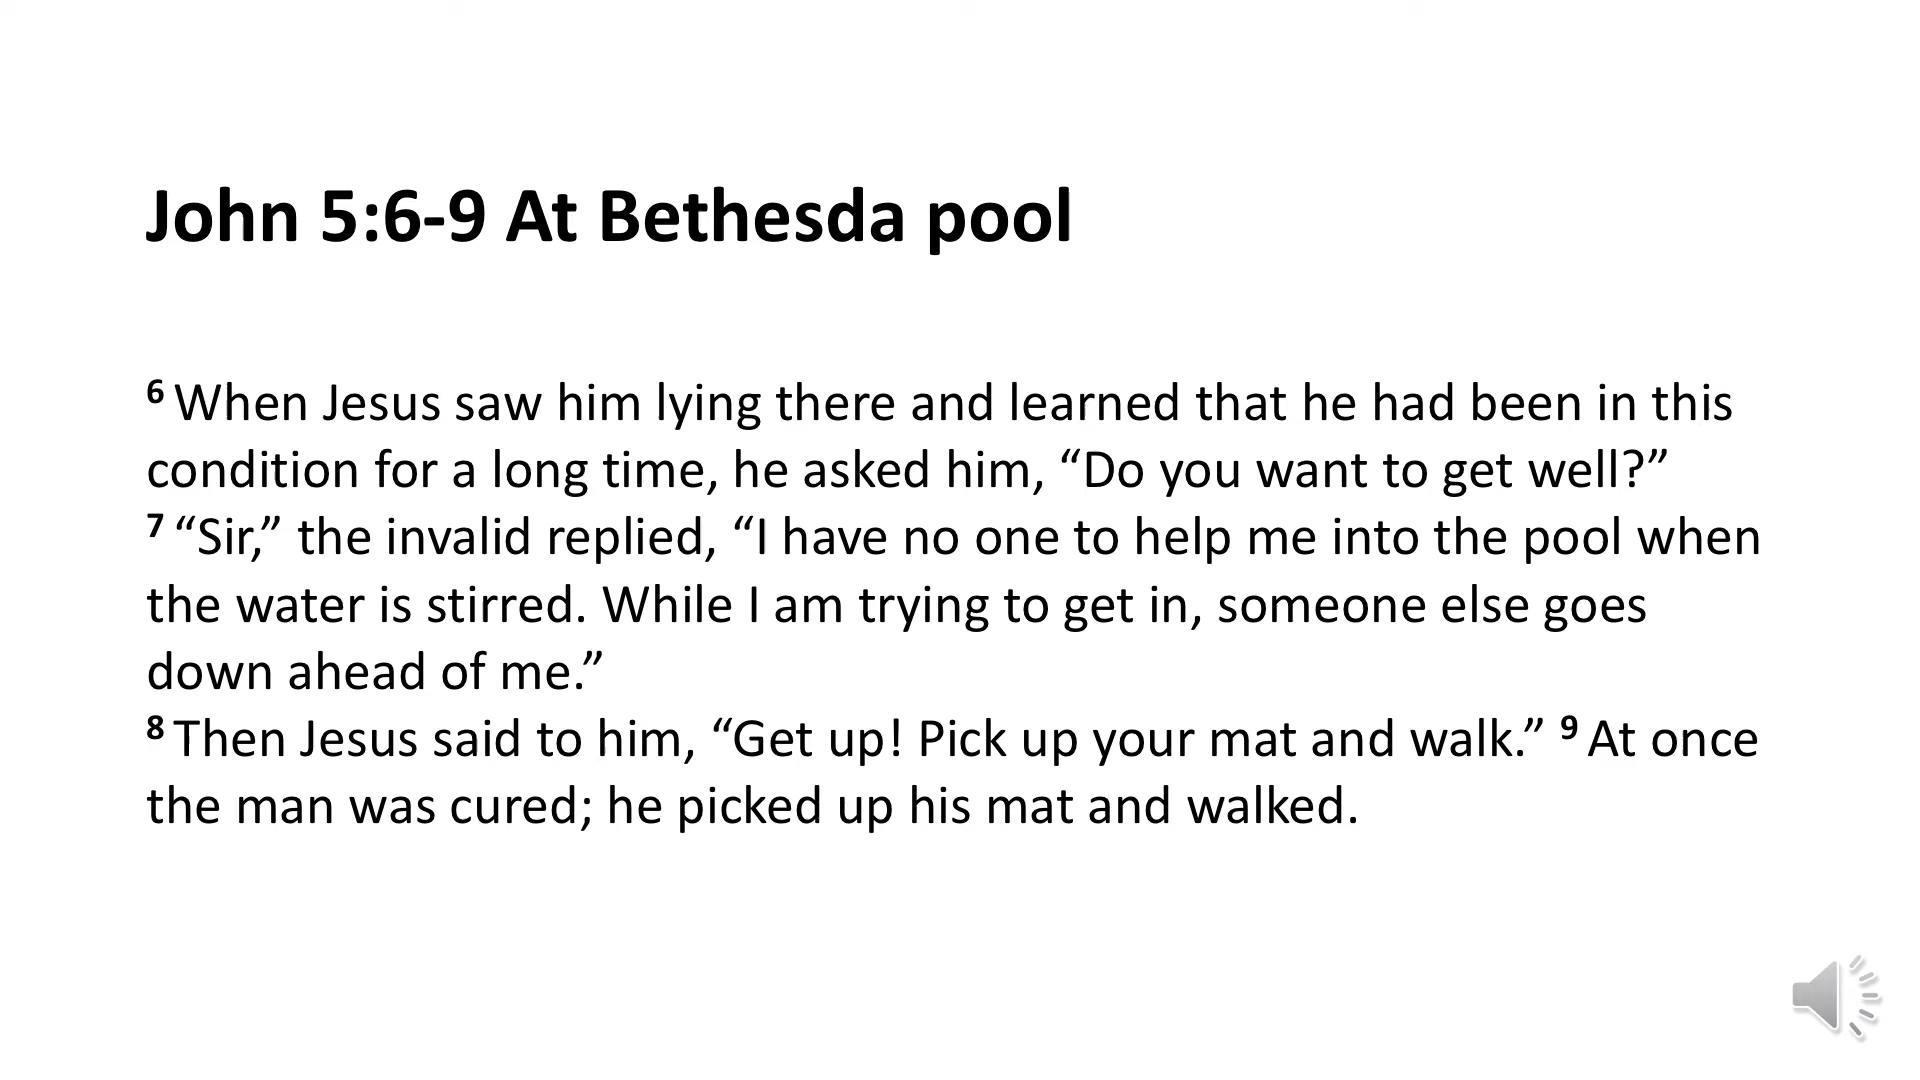 John 5:6-9 At Bethesda pool
6 When Jesus saw him lying there and learned that he had been in this
condition for a long time, he asked him, “Do you want to get well?”
7 “Sir,” the invalid replied, “I have no one to help me into the pool when
the water is stirred. While I am trying to get in, someone else goes
down ahead of me.”
8 Then Jesus said to him, “Get up! Pick up your mat and walk.” 9 At once
the man was cured; he picked up his mat and walked.